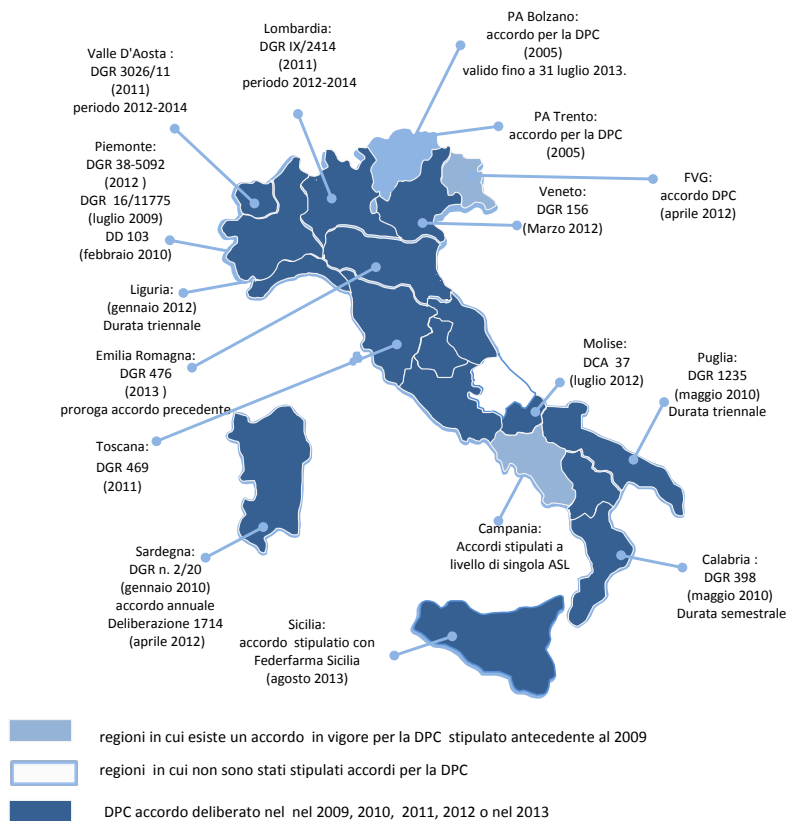 Lombardia:
DGR IX/2414
(2011)
periodo 2012-2014
PA Bolzano:
accordo per la DPC
(2005)
valido fino a 31 luglio 2013.
Valle D'Aosta :
DGR 3026/11
(2011)
periodo 2012-2014
PA Trento:
accordo per la DPC
(2005)
Piemonte:
DGR 38-5092
(2012 )
DGR 16/11775
(luglio 2009)
DD 103
(febbraio 2010)
FVG:
accordo DPC
(aprile 2012)
Veneto:
DGR 156
(Marzo 2012)
Liguria:
(gennaio 2012)
Durata triennale
Emilia Romagna:
DGR 476
(2013 )
proroga accordo precedente
Molise:
DCA 37
(luglio 2012)
Puglia:
DGR 1235
(maggio 2010)
Durata triennale
Toscana:
DGR 469
(2011)
Campania:
Accordi stipulati a
livello di singola ASL
Sardegna:
DGR n. 2/20
(gennaio 2010)
accordo annuale
Deliberazione 1714
(aprile 2012)
Calabria :
DGR 398
(maggio 2010)
Durata semestrale
Sicilia:
accordo stipulatio con
Federfarma Sicilia
(agosto 2013)
regioni in cui esiste un accordo in vigore per la DPC stipulato antecedente al 2009
regioni in cui non sono stati stipulati accordi per la DPC
DPC accordo deliberato nel nel 2009, 2010, 2011, 2012 o nel 2013